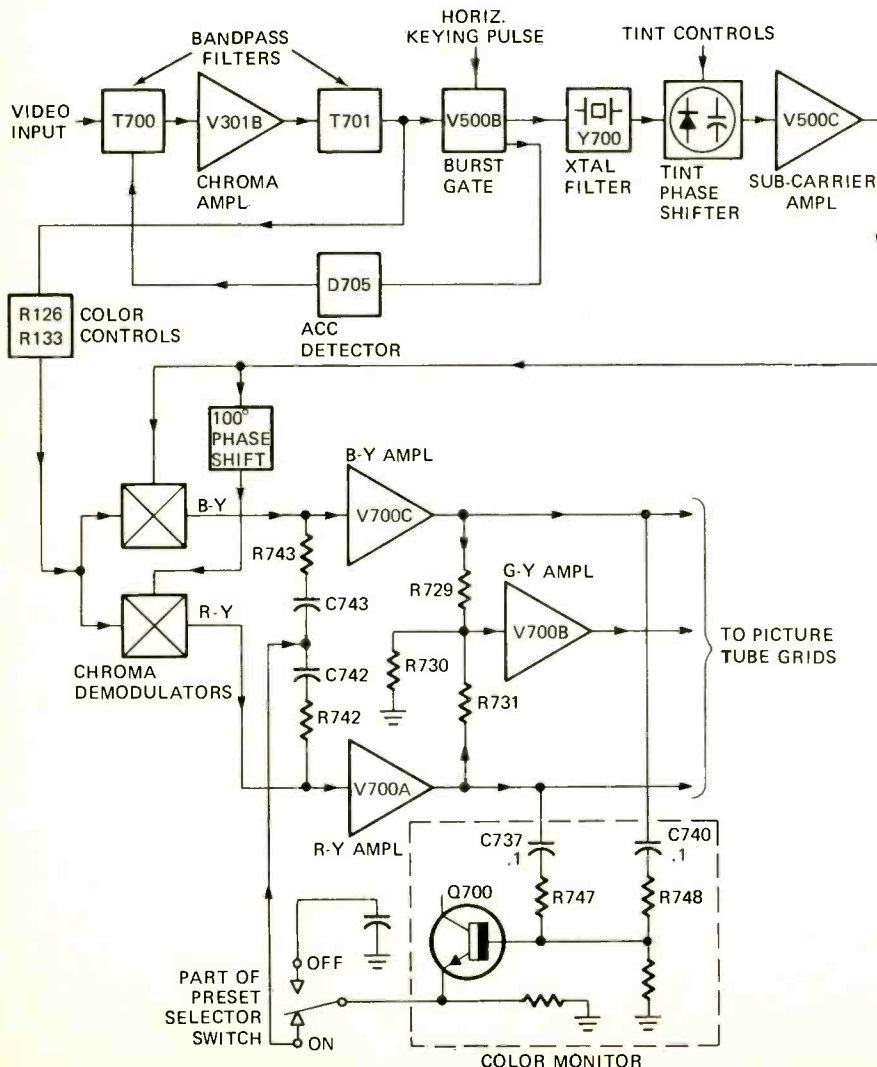 HORIZ.
KEYING PULSE
TINT CONTROLS
BANDPASS
FILTERS
VIDEO
INPUT
T700
V301B
T701
V500B
Y700
V500C
CHROMA
AMPL
BURST
GATE
XTAL
FILTER
TINT
PHASE
SHIFTER
SUB-CARRIER
AMPL
D705
ACC
DETECTOR
R126
R133
COLOR
CONTROLS
100°
PHASE
SHIFT
B-Y
B-Y AMPL
V700C
R743
C743
R729
G-Y AMPL
V700B
R-Y
CHROMA
DEMODULATORS
C742
R742
R730
R731
TO PICTURE
TUBE GRIDS
V700A
R-Y AMPL
C737
.1
C740
.1
Q700
R747
R748
OFF
PART OF
PRESET
SELECTOR
SWITCH
ON
COLOR MONITOR